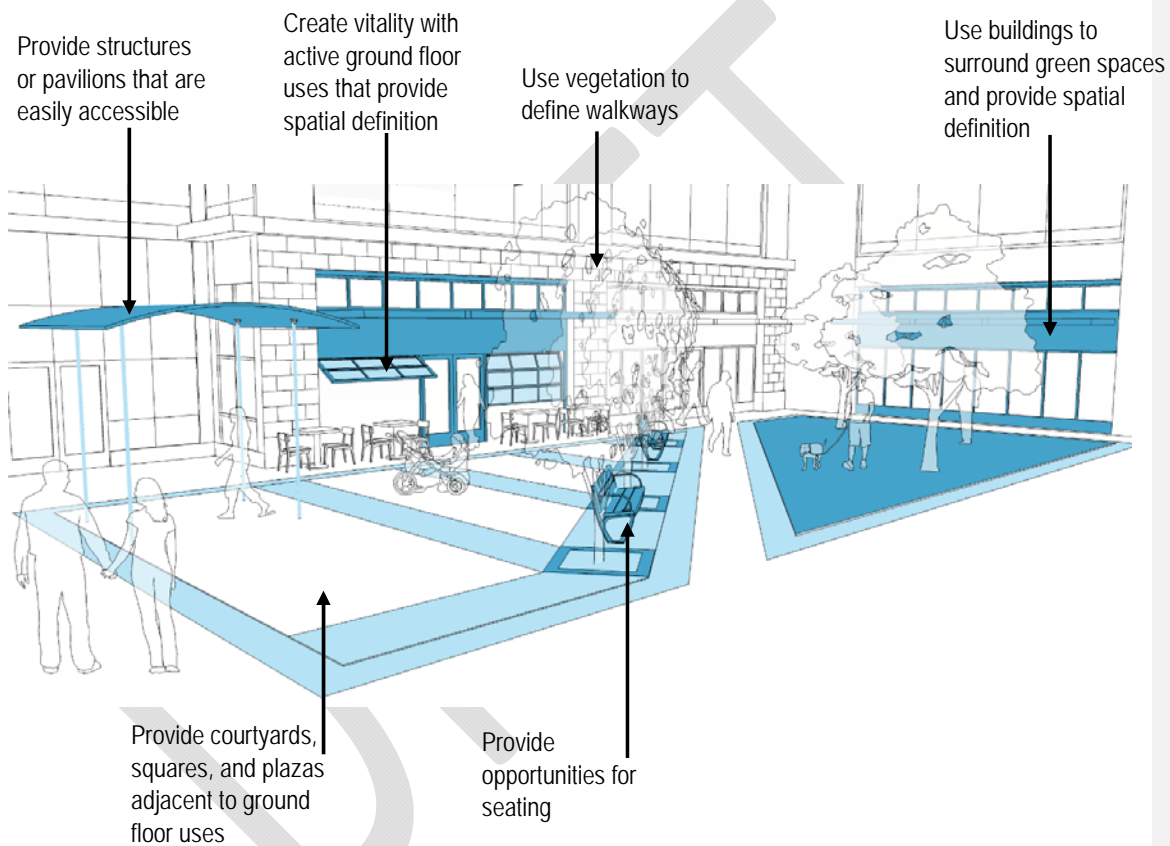 Provide structures
or pavilions that are
easily accessible
Create vitality with
active ground floor
uses that provide
spatial definition
Use vegetation to
define walkways
Use buildings to
surround green spaces
and provide spatial
definition
Provide courtyards,
squares, and plazas
adjacent to ground
floor uses
Provide
opportunities for
seating